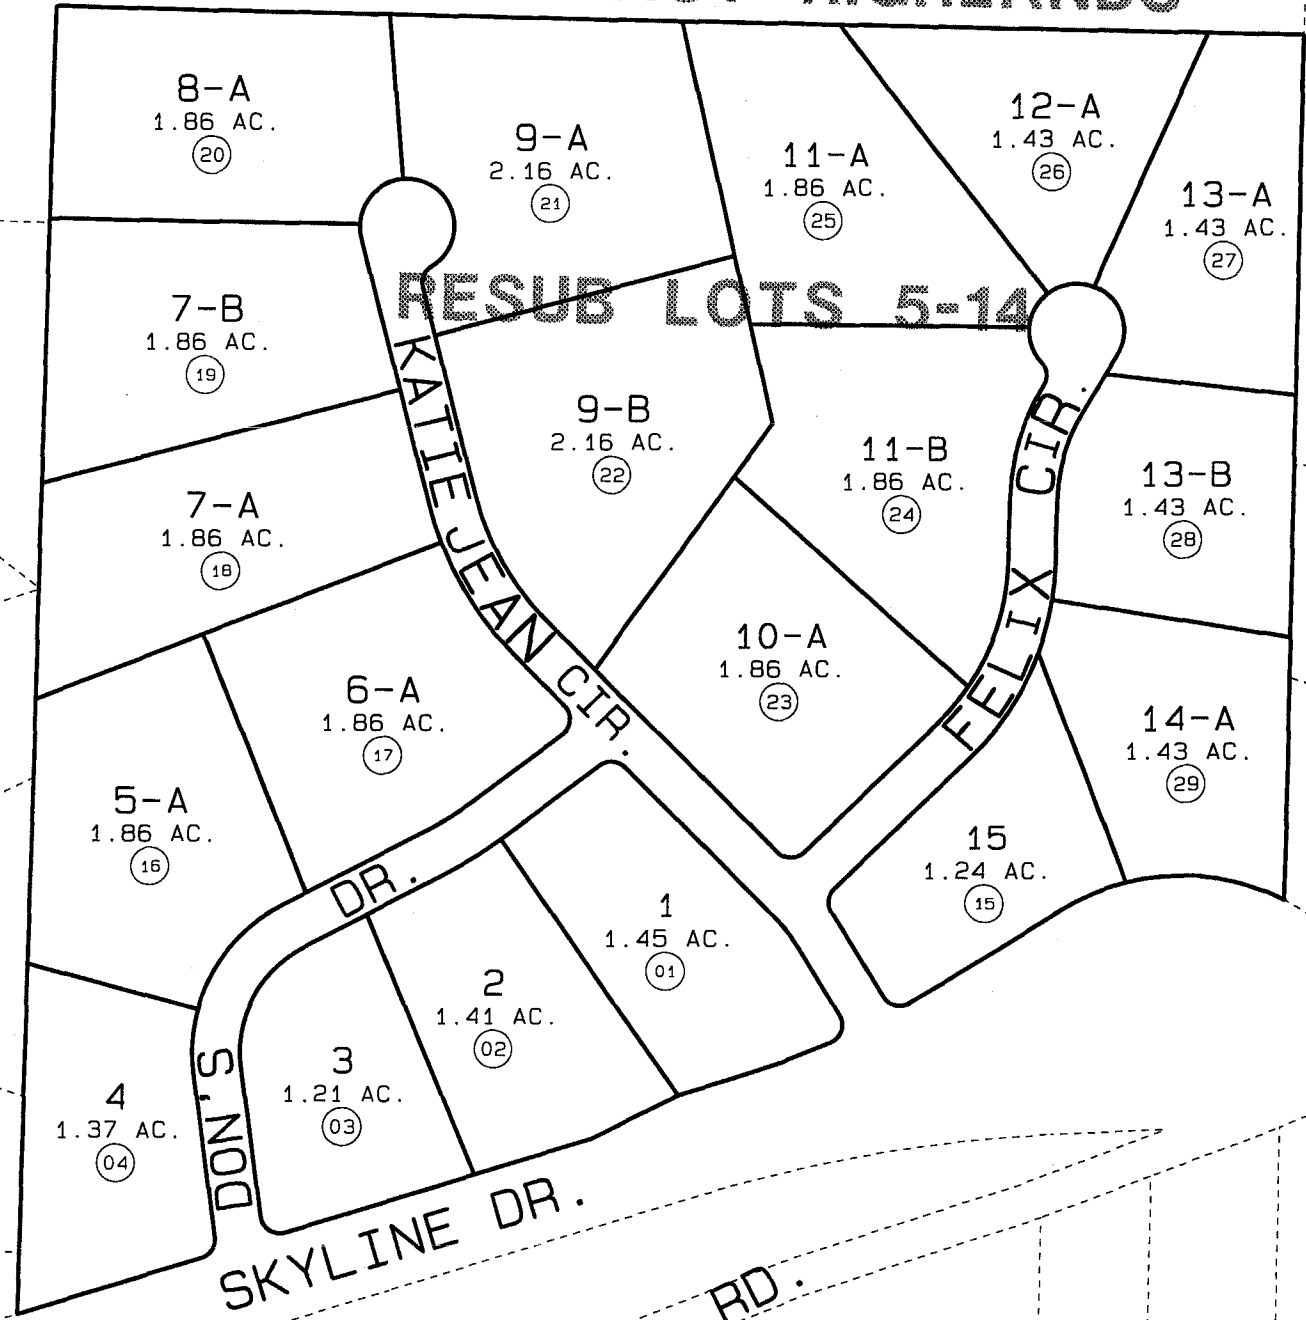 HIGHLANDS
8-A
1.86 AC.
20
9-A
2.16 AC.
21
11-A
1.86 AC.
25
12-A
1.43 AC.
26
13-A
1.43 AC.
27
RESUB LOTS 5-14
7-B
1.86 AC.
19
9-B
2.16 AC.
22
11-B
1.86 AC.
24
13-B
1.43 AC.
28
7-A
1.86 AC.
18
KATIE JEAN CIR.
FELIX CIR.
10-A
1.86 AC.
23
6-A
1.86 AC.
17
14-A
1.43 AC.
29
5-A
1.86 AC.
16
15
1.24 AC.
15
DON'S DR.
1
1.45 AC.
01
2
1.41 AC.
02
3
1.21 AC.
03
4
1.37 AC.
04
SKYLINE DR.
RD.